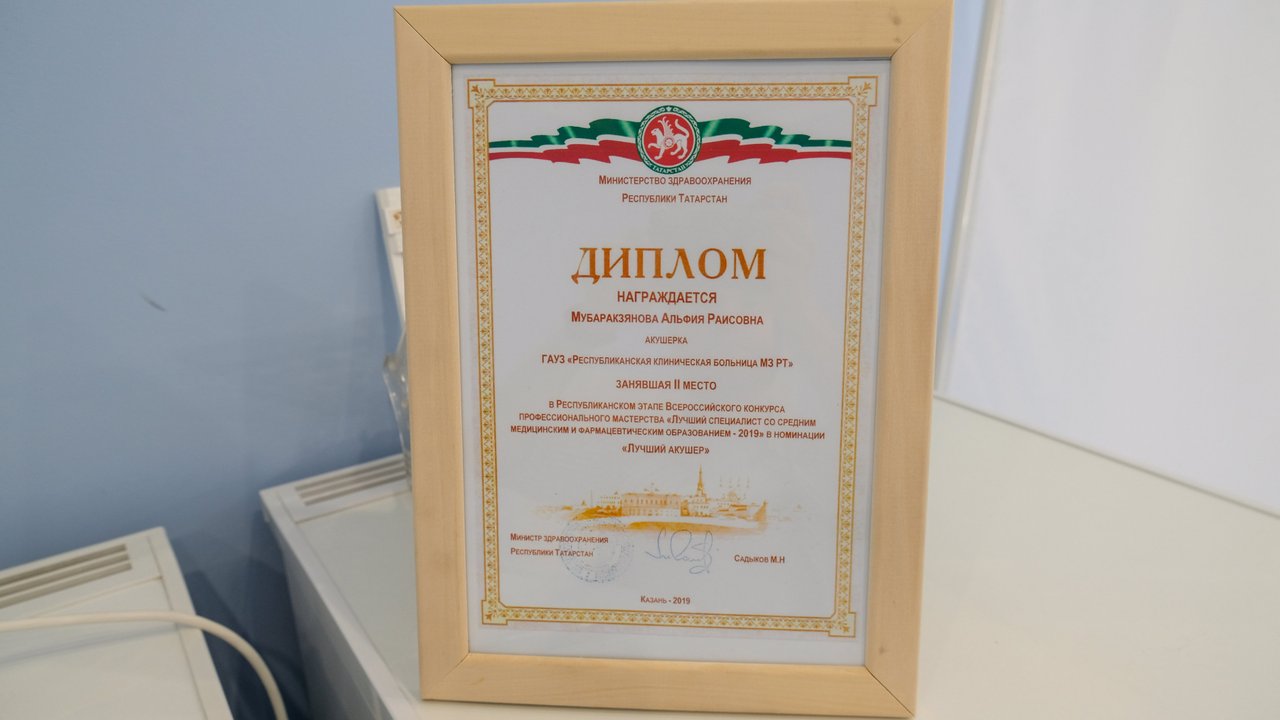 ТАТАРСТАН
Министерство здравоохранения
Республики Татарстан
ДИПЛОМ
НАГРАЖДАЕТСЯ
Мубаракзянова Альфия Раисовна
акушерка
ГАУЗ «Республиканская клиническая больница МЗ РТ»
занявшая II место
в Республиканском этапе Всероссийского конкурса
профессионального мастерства «Лучший специалист со средним
медицинским и фармацевтическим образованием - 2019» в номинации
«Лучший акушер»
Министр здравоохранения
Республики Татарстан
Садыков М.Н
Казань - 2019